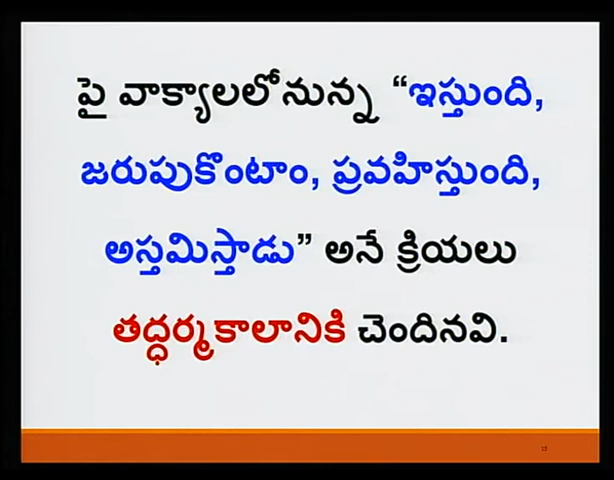 పై వాక్యాలలోనున్న “ఇస్తుంది,
జరుపుకొంటాం, ప్రవహిస్తుంది,
అస్తమిస్తాడు” అనే క్రియలు
తద్ధర్మకాలానికి చెందినవి.